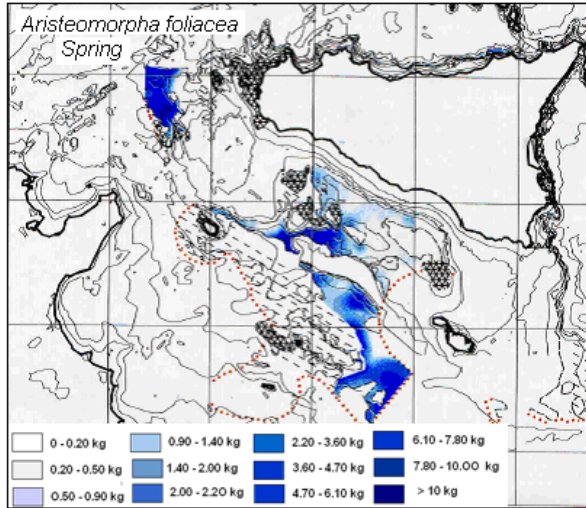 Aristeomorpha foliacea
Spring
0 - 0.20 kg
0.90 - 1.40 kg
2.20 - 3.60 kg
6.10 - 7.80 kg
0.20 - 0.50 kg
1.40 - 2.00 kg
3.60 - 4.70 kg
7.80 - 10.00 kg
0.50 - 0.90 kg
2.00 - 2.20 kg
4.70 - 6.10 kg
> 10 kg